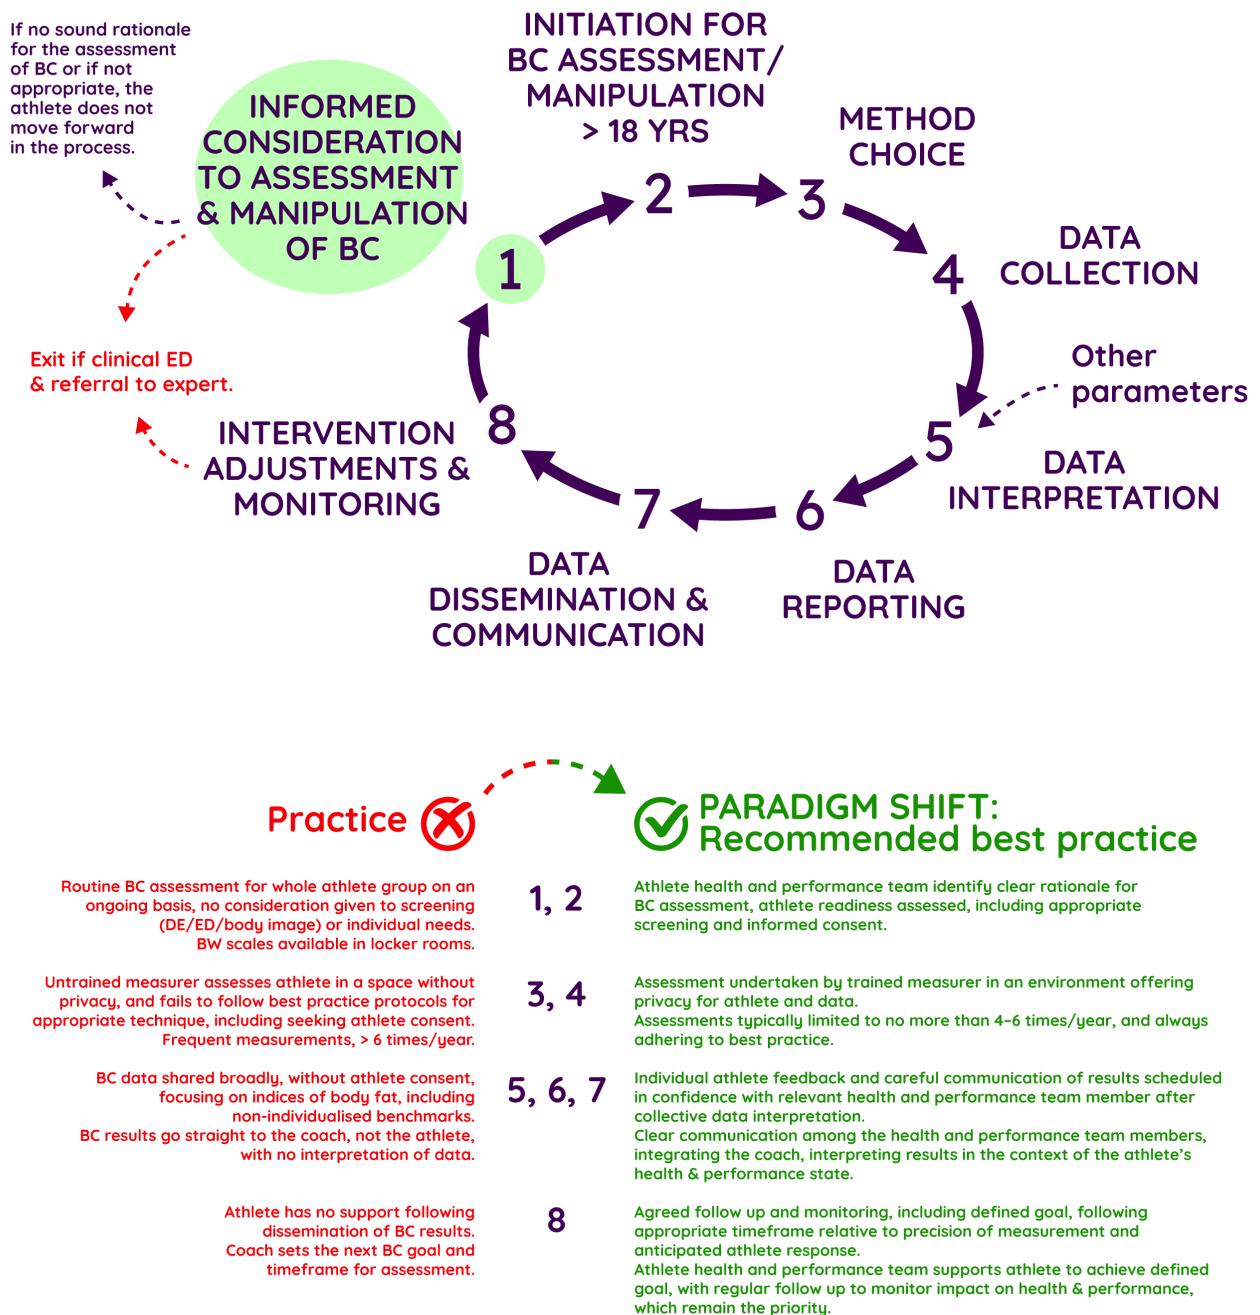 If no sound rationale
for the assessment
of BC or if not
appropriate, the
athlete does not
move forward
in the process.
INFORMED
CONSIDERATION
TO ASSESSMENT
& MANIPULATION
OF BC
1
INITIATION FOR
BC ASSESSMENT/
MANIPULATION
> 18 YRS
2
METHOD
CHOICE
3
DATA
COLLECTION
4
Other
parameters
5
DATA
INTERPRETATION
6
DATA
REPORTING
7
DATA
DISSEMINATION &
COMMUNICATION
8
INTERVENTION
ADJUSTMENTS &
MONITORING
Exit if clinical ED
& referral to expert.
Practice
PARADIGM SHIFT:
Recommended best practice
Routine BC assessment for whole athlete group on an
ongoing basis, no consideration given to screening
(DE/ED/body image) or individual needs.
BW scales available in locker rooms.
1, 2
Athlete health and performance team identify clear rationale for
BC assessment, athlete readiness assessed, including appropriate
screening and informed consent.
Untrained measurer assesses athlete in a space without
privacy, and fails to follow best practice protocols for
appropriate technique, including seeking athlete consent.
Frequent measurements, > 6 times/year.
3, 4
Assessment undertaken by trained measurer in an environment offering
privacy for athlete and data.
Assessments typically limited to no more than 4–6 times/year, and always
adhering to best practice.
BC data shared broadly, without athlete consent,
focusing on indices of body fat, including
non-individualised benchmarks.
BC results go straight to the coach, not the athlete,
with no interpretation of data.
5, 6, 7
Individual athlete feedback and careful communication of results scheduled
in confidence with relevant health and performance team member after
collective data interpretation.
Clear communication among the health and performance team members,
integrating the coach, interpreting results in the context of the athlete’s
health & performance state.
Athlete has no support following
dissemination of BC results.
Coach sets the next BC goal and
timeframe for assessment.
8
Agreed follow up and monitoring, including defined goal, following
appropriate timeframe relative to precision of measurement and
anticipated athlete response.
Athlete health and performance team supports athlete to achieve defined
goal, with regular follow up to monitor impact on health & performance,
which remain the priority.